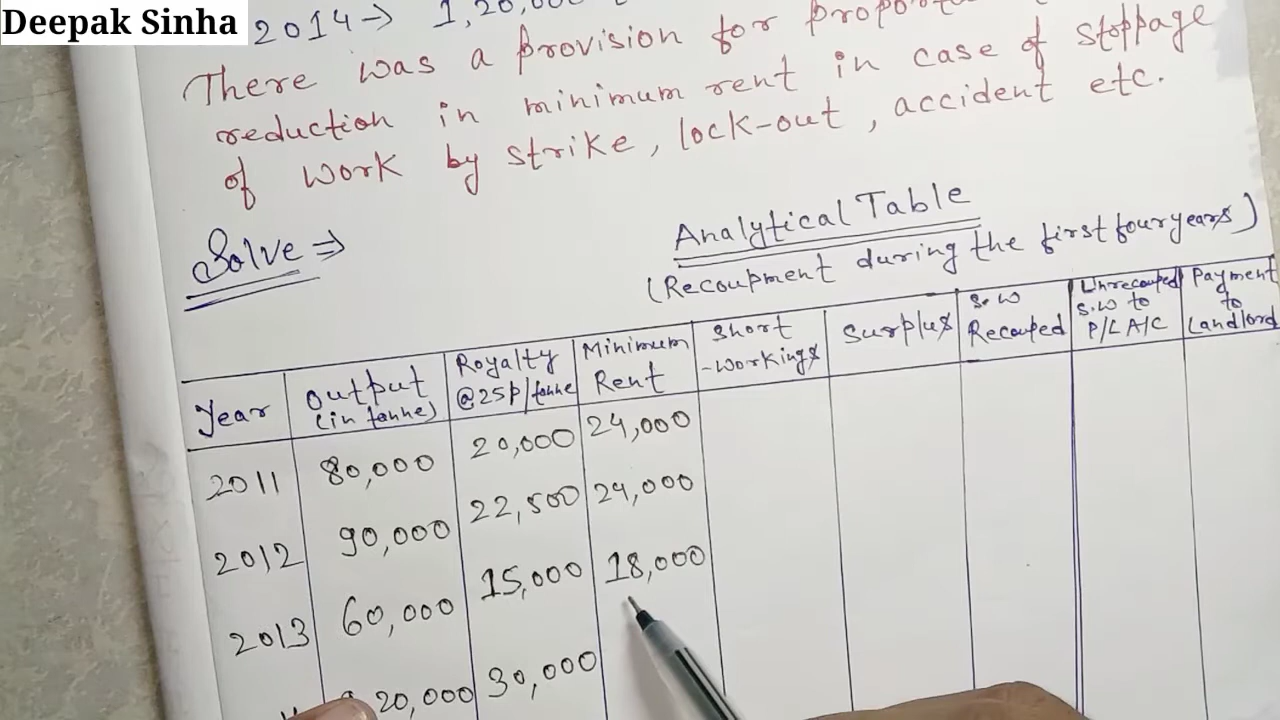 Deepak Sinha
2014→ 1,20,000
There was a provision for
reduction in minimum rent in case of stoppage
of work by strike, lock-out, accident etc.
Solve ⇒
Analytical Table
(Recoupment during the first four years)
Year
Output
(in tonne)
Royalty
@25p/tonne
Minimum
Rent
Short
-workings
Surplus
S.W
Recouped
Unrecouped
S.W to
P/L A/C
Payment
to
Landlord
2011 80,000 20,000 24,000
2012 90,000 22,500 24,000
2013 60,000 15,000 18,000
20,000 30,000